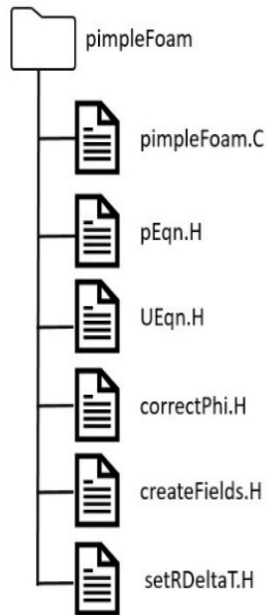 pimpleFoam
pimpleFoam.C
pEqn.H
UEqn.H
correctPhi.H
createFields.H
setRDeltaT.H